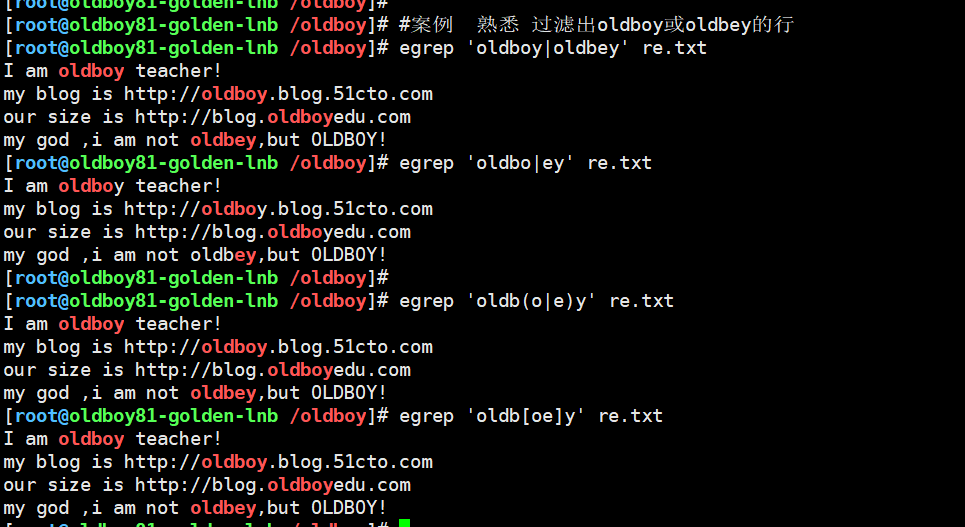 [root@oldboy81-golden-lnb /oldboy]#
[root@oldboy81-golden-lnb /oldboy]# #案例  熟悉 过滤出oldboy或oldbey的行
[root@oldboy81-golden-lnb /oldboy]# egrep 'oldboy|oldbey' re.txt
I am oldboy teacher!
my blog is http://oldboy.blog.51cto.com
our size is http://blog.oldboyedu.com
my god ,i am not oldbey,but OLDBOY!
[root@oldboy81-golden-lnb /oldboy]# egrep 'oldbo|ey' re.txt
I am oldboy teacher!
my blog is http://oldboy.blog.51cto.com
our size is http://blog.oldboyedu.com
my god ,i am not oldbey,but OLDBOY!
[root@oldboy81-golden-lnb /oldboy]#
[root@oldboy81-golden-lnb /oldboy]# egrep 'oldb(o|e)y' re.txt
I am oldboy teacher!
my blog is http://oldboy.blog.51cto.com
our size is http://blog.oldboyedu.com
my god ,i am not oldbey,but OLDBOY!
[root@oldboy81-golden-lnb /oldboy]# egrep 'oldb[oe]y' re.txt
I am oldboy teacher!
my blog is http://oldboy.blog.51cto.com
our size is http://blog.oldboyedu.com
my god ,i am not oldbey,but OLDBOY!
[root@oldboy81-golden-lnb /oldboy]#